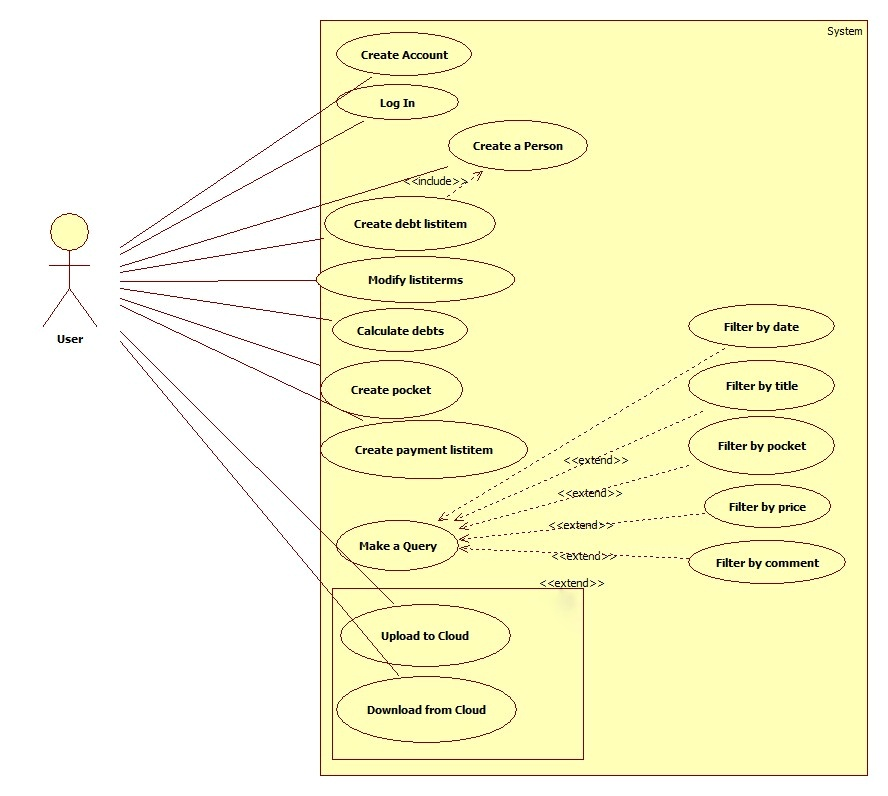 System
Create Account
Log In
Create a Person
<<include>>
Create debt listitem
Modify listiterms
User
Calculate debts
Filter by date
Create pocket
Filter by title
Create payment listitem
Filter by pocket
<<extend>>
<<extend>>
Filter by price
<<extend>>
Make a Query
<<extend>>
Filter by comment
<<extend>>
Upload to Cloud
Download from Cloud